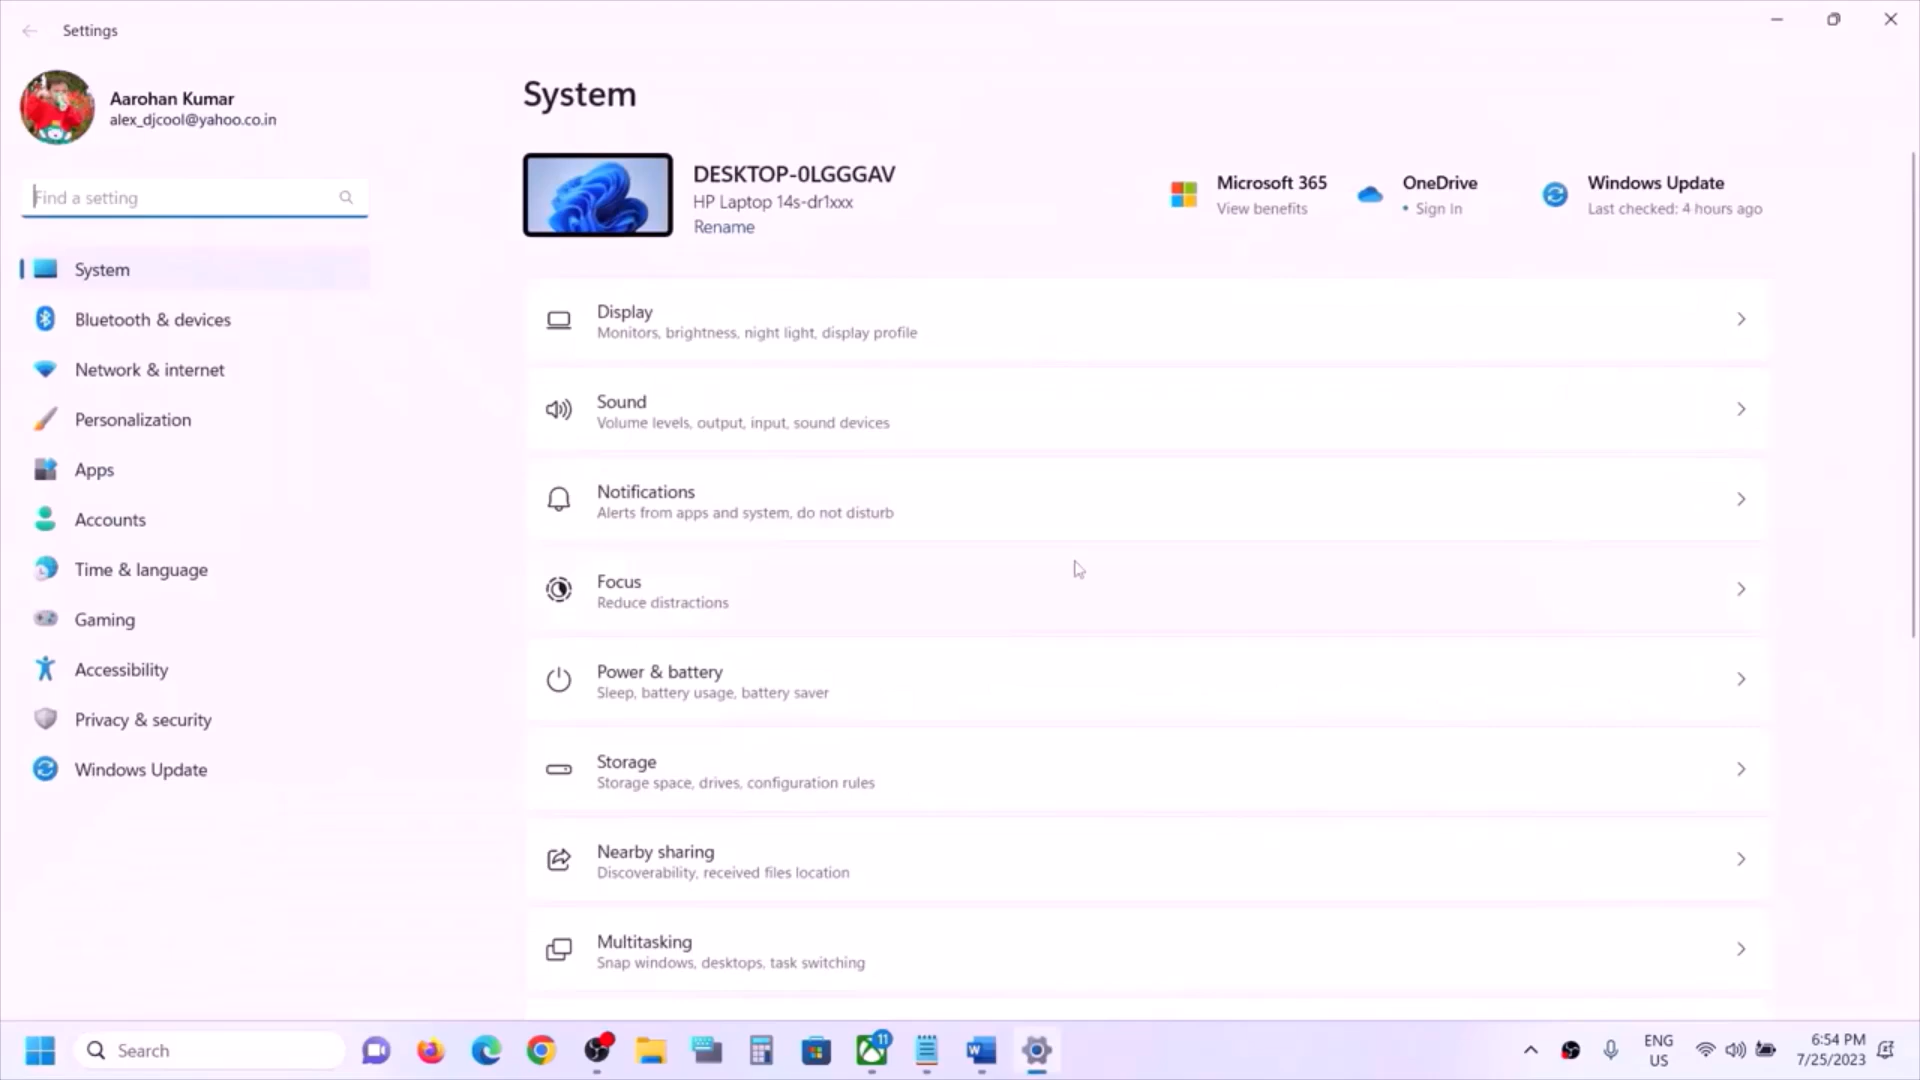 Settings
Aarohan Kumar
alex_djcool@yahoo.co.in
Find a setting
System
Bluetooth & devices
Network & internet
Personalization
Apps
Accounts
Time & language
Gaming
Accessibility
Privacy & security
Windows Update
System
DESKTOP-0LGGGAV
HP Laptop 14s-dr1xxx
Rename
Microsoft 365
View benefits
OneDrive
• Sign In
Windows Update
Last checked: 4 hours ago
Display
Monitors, brightness, night light, display profile
Sound
Volume levels, output, input, sound devices
Notifications
Alerts from apps and system, do not disturb
Focus
Reduce distractions
Power & battery
Sleep, battery usage, battery saver
Storage
Storage space, drives, configuration rules
Nearby sharing
Discoverability, received files location
Multitasking
Snap windows, desktops, task switching
Search
11
W
ENG
US
6:54 PM
7/25/2023